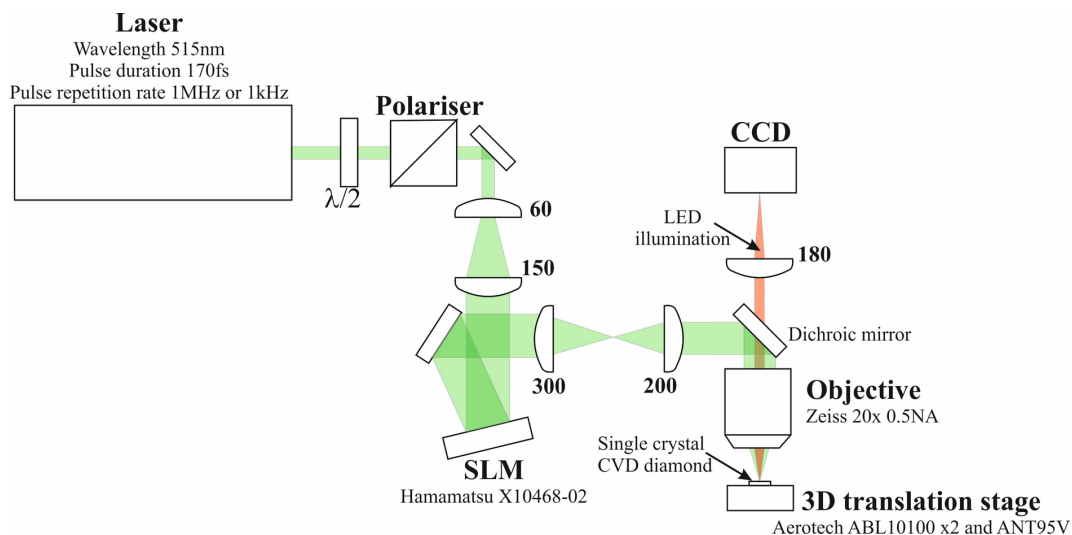 Laser
Wavelength 515nm
Pulse duration 170fs
Pulse repetition rate 1MHz or 1kHz
Polariser
λ/2
60
150
300
200
SLM
Hamamatsu X10468-02
CCD
LED
illumination
180
Dichroic mirror
Objective
Zeiss 20x 0.5NA
Single crystal
CVD diamond
3D translation stage
Aerotech ABL10100 x2 and ANT95V